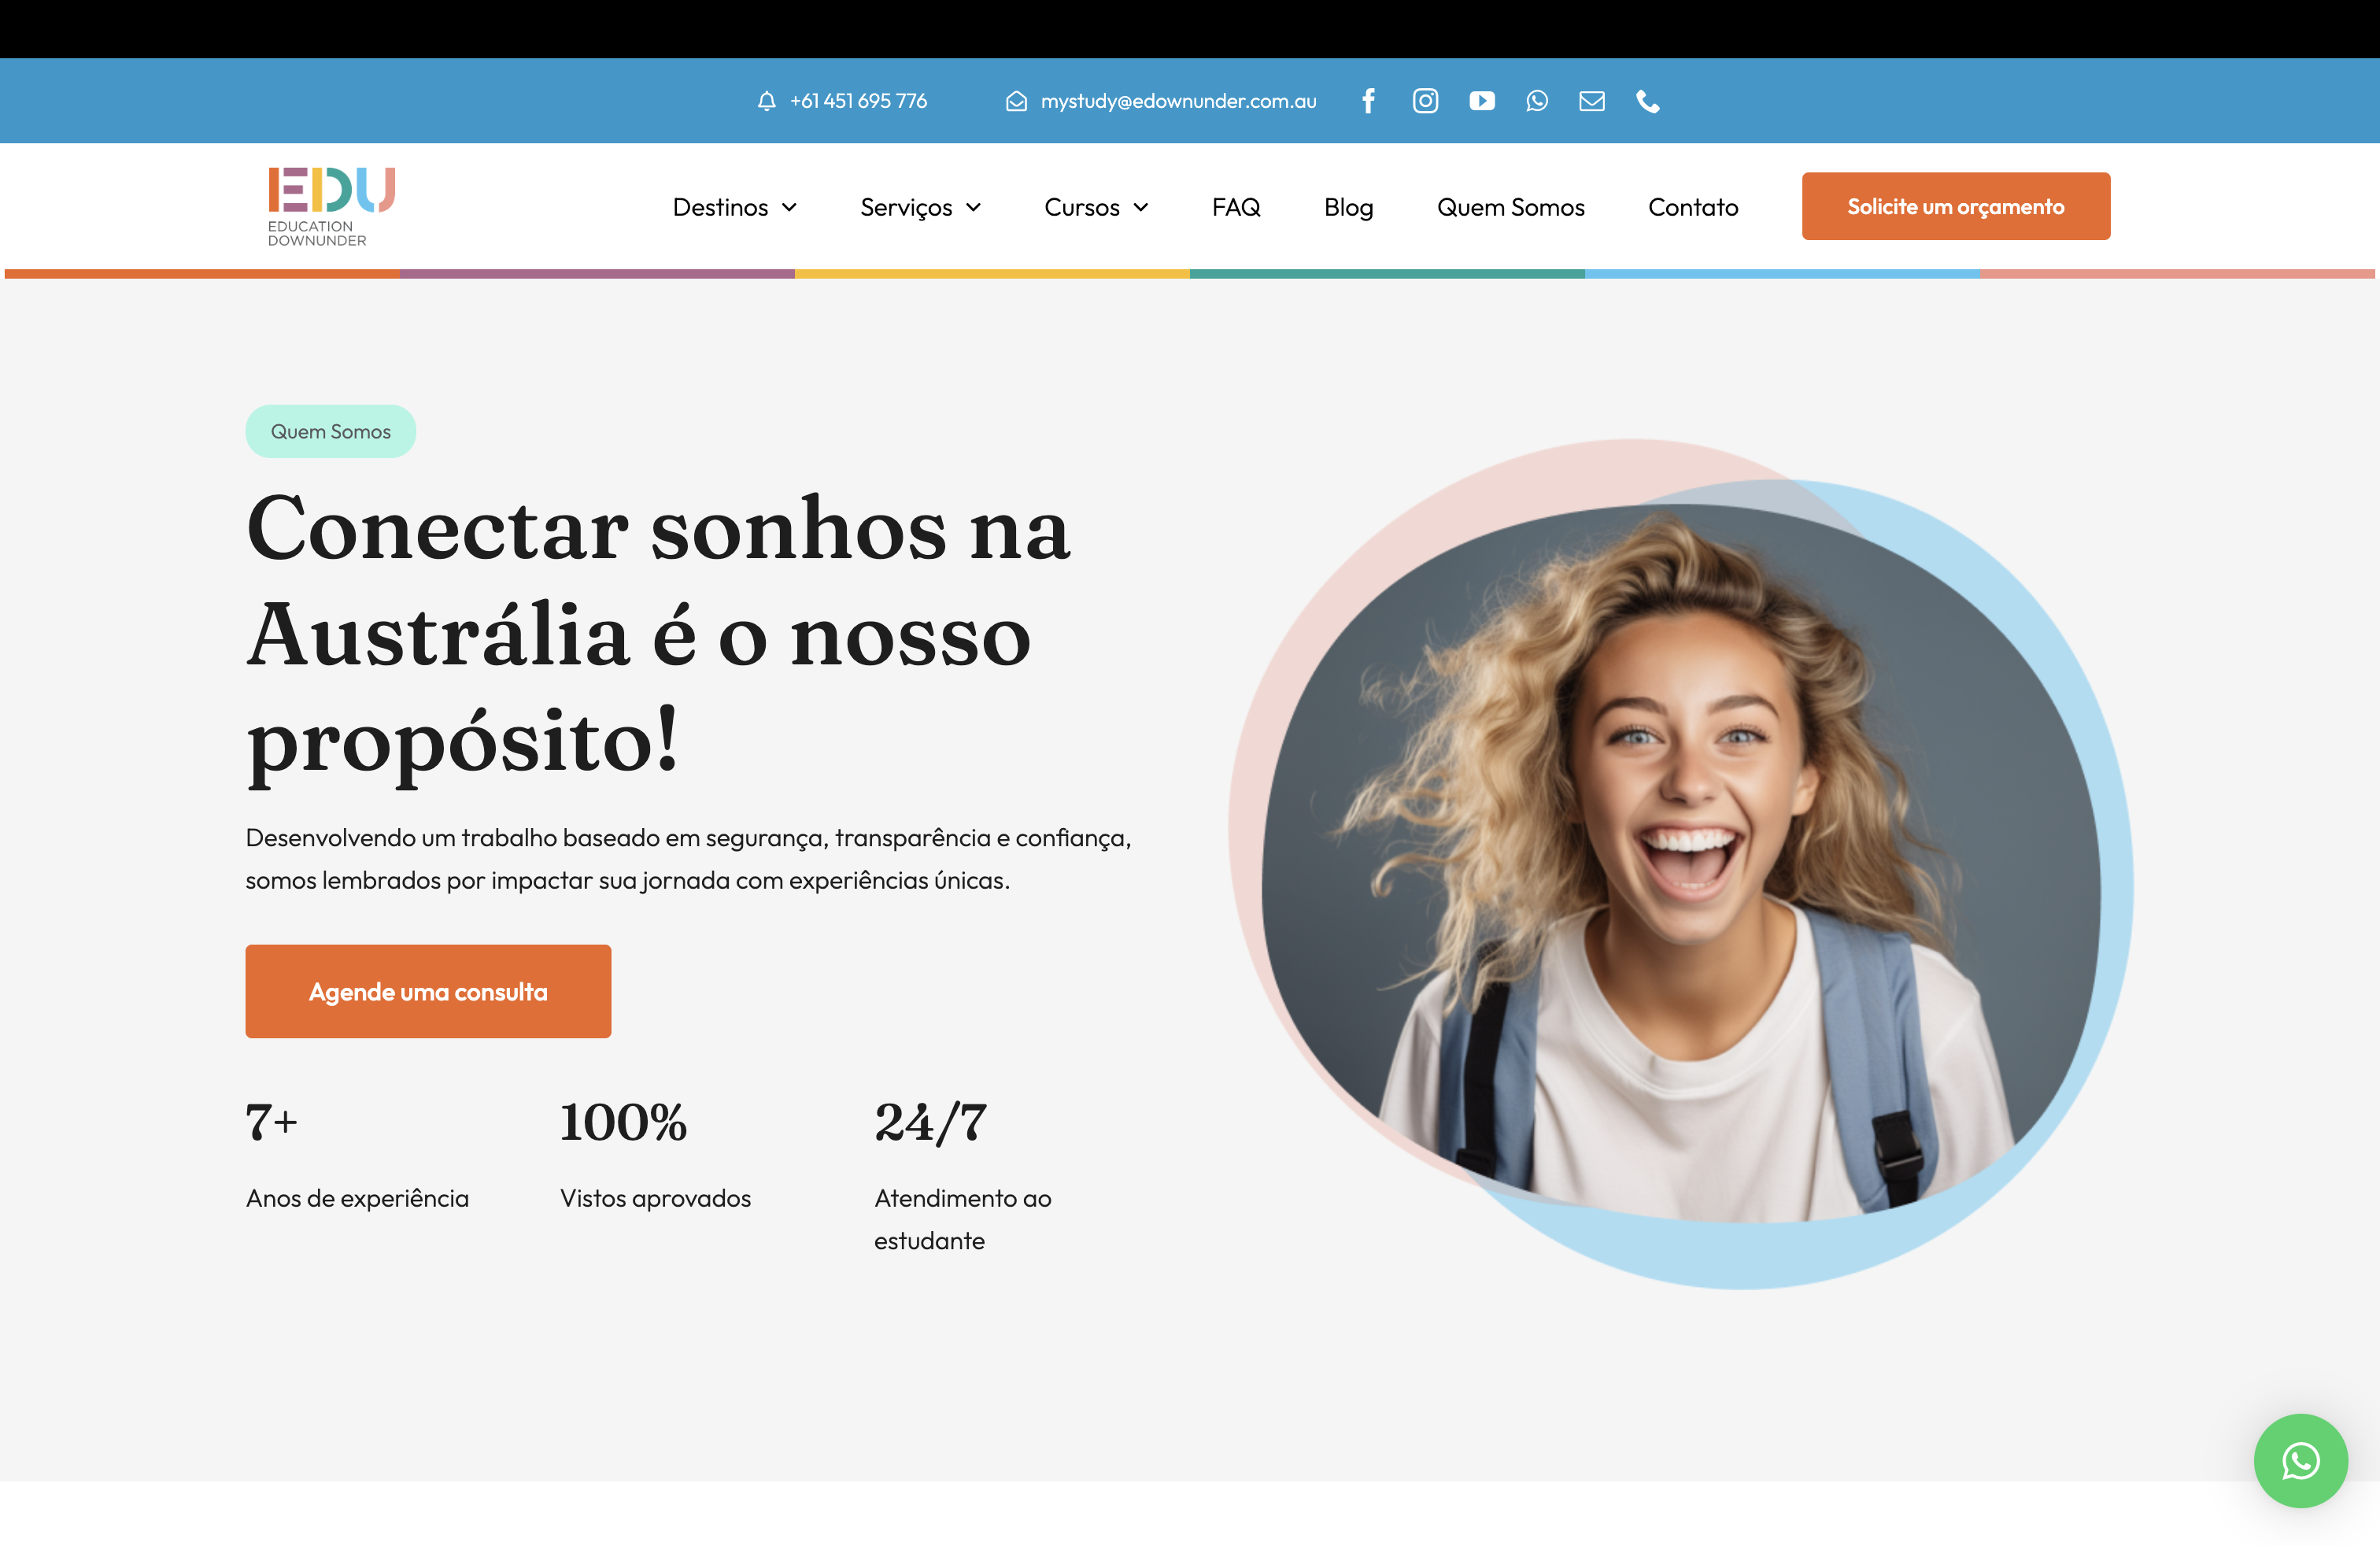 +61 451 695 776
mystudy@edownunder.com.au
EDU
EDUCATION
DOWNUNDER
Destinos
Serviços
Cursos
FAQ
Blog
Quem Somos
Contato
Solicite um orçamento
Quem Somos
Conectar sonhos na
Austrália é o nosso
propósito!
Desenvolvendo um trabalho baseado em segurança, transparência e confiança,
somos lembrados por impactar sua jornada com experiências únicas.
Agende uma consulta
7+
Anos de experiência
100%
Vistos aprovados
24/7
Atendimento ao
estudante